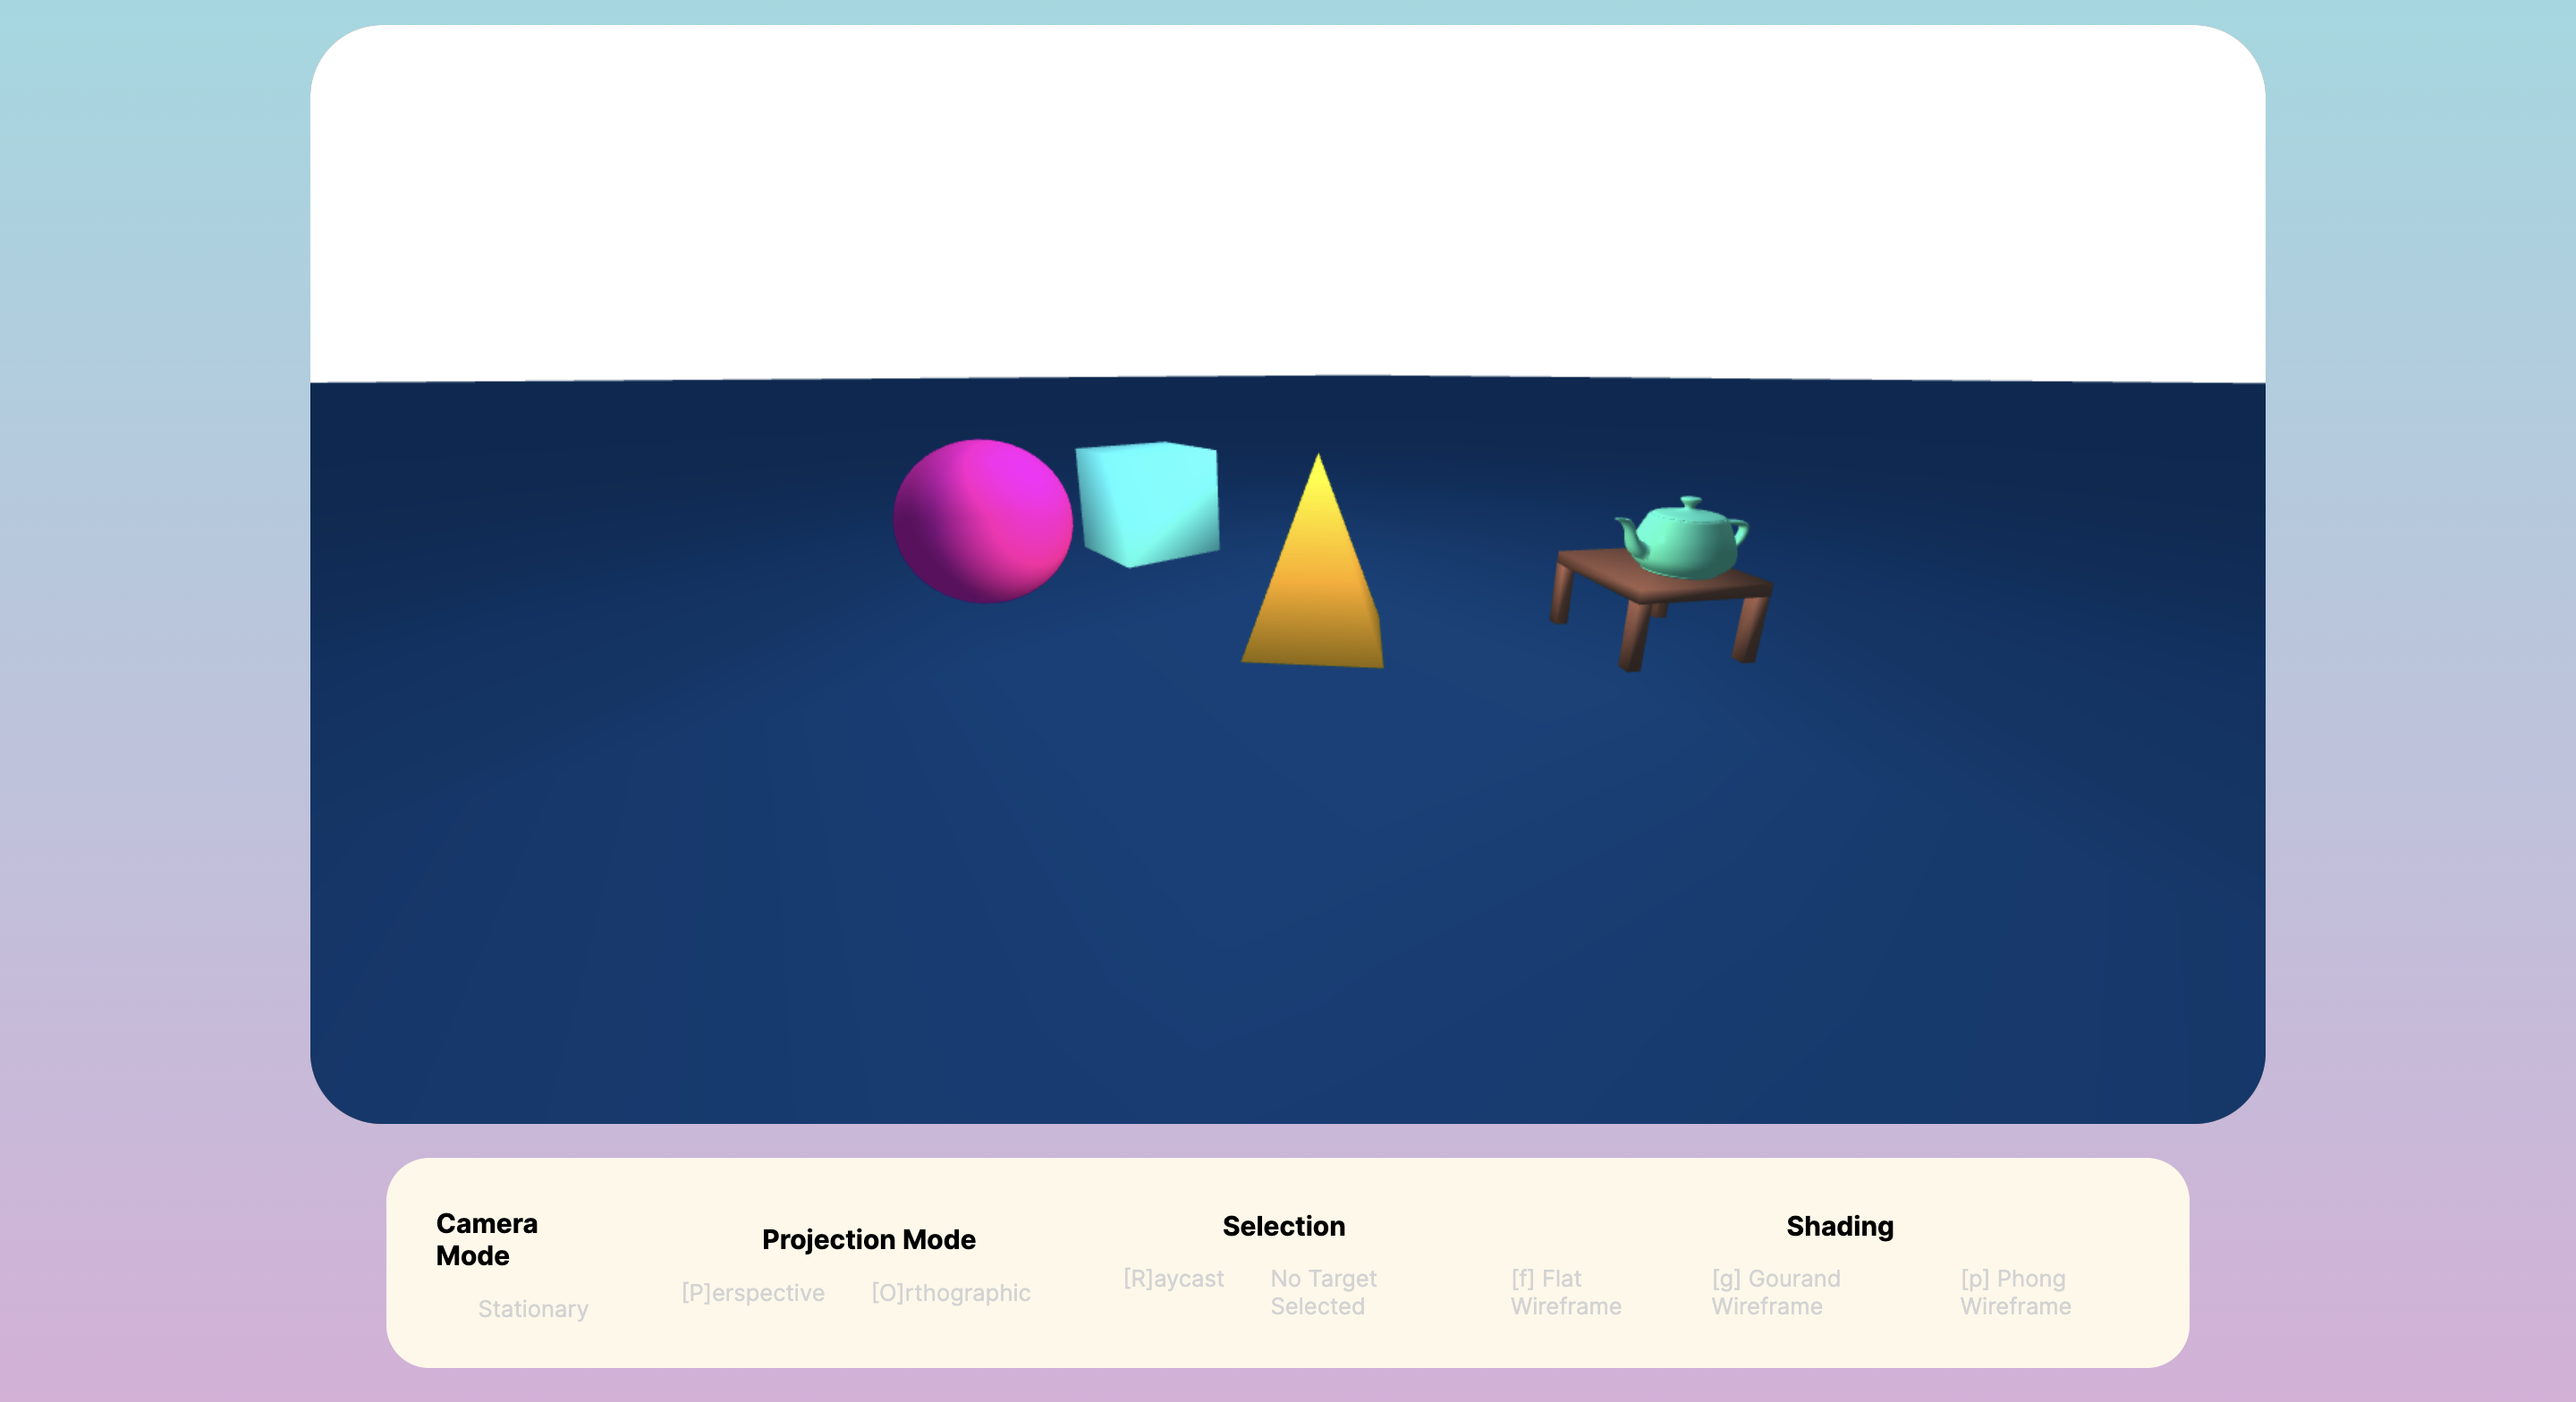 Camera
Mode
Stationary
Projection Mode
[P]erspective [O]rthographic
Selection
[R]aycast No Target
Selected
Shading
[f] Flat
Wireframe
[g] Gourand
Wireframe
[p] Phong
Wireframe